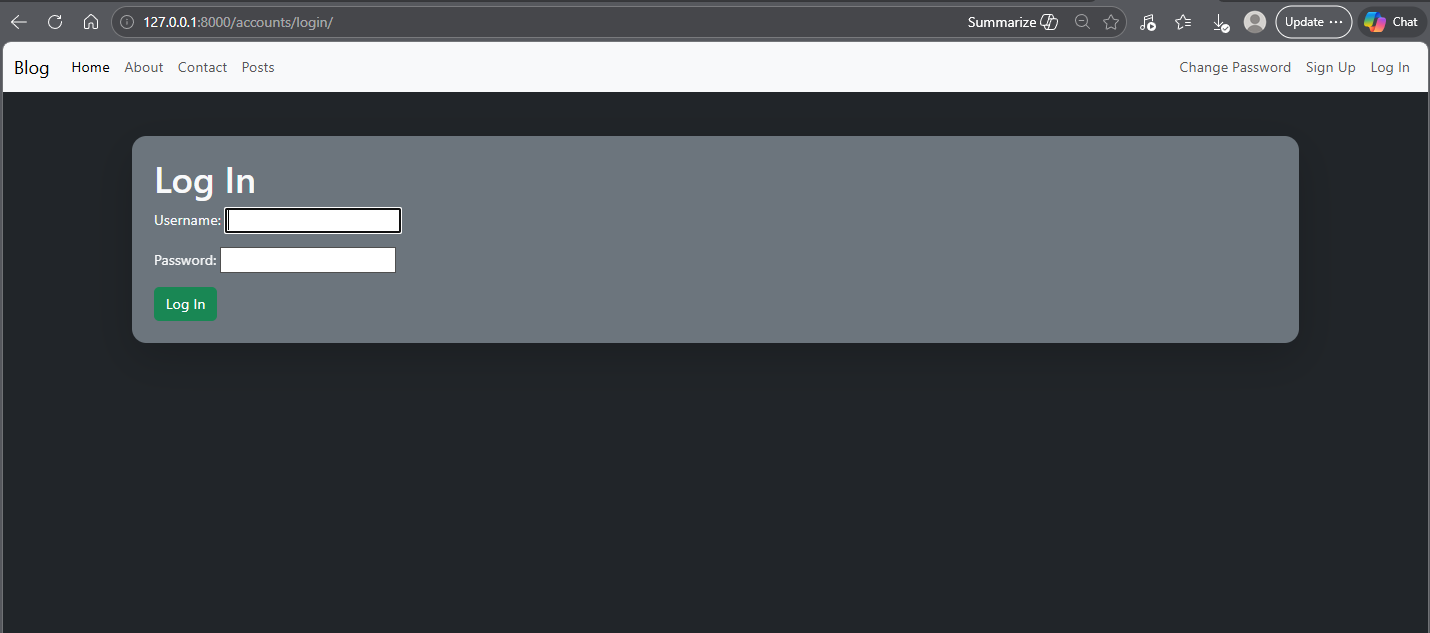 127.0.0.1:8000/accounts/login/ Summarize Update Chat
Blog Home About Contact Posts Change Password Sign Up Log In
Log In
Username:
Password:
Log In